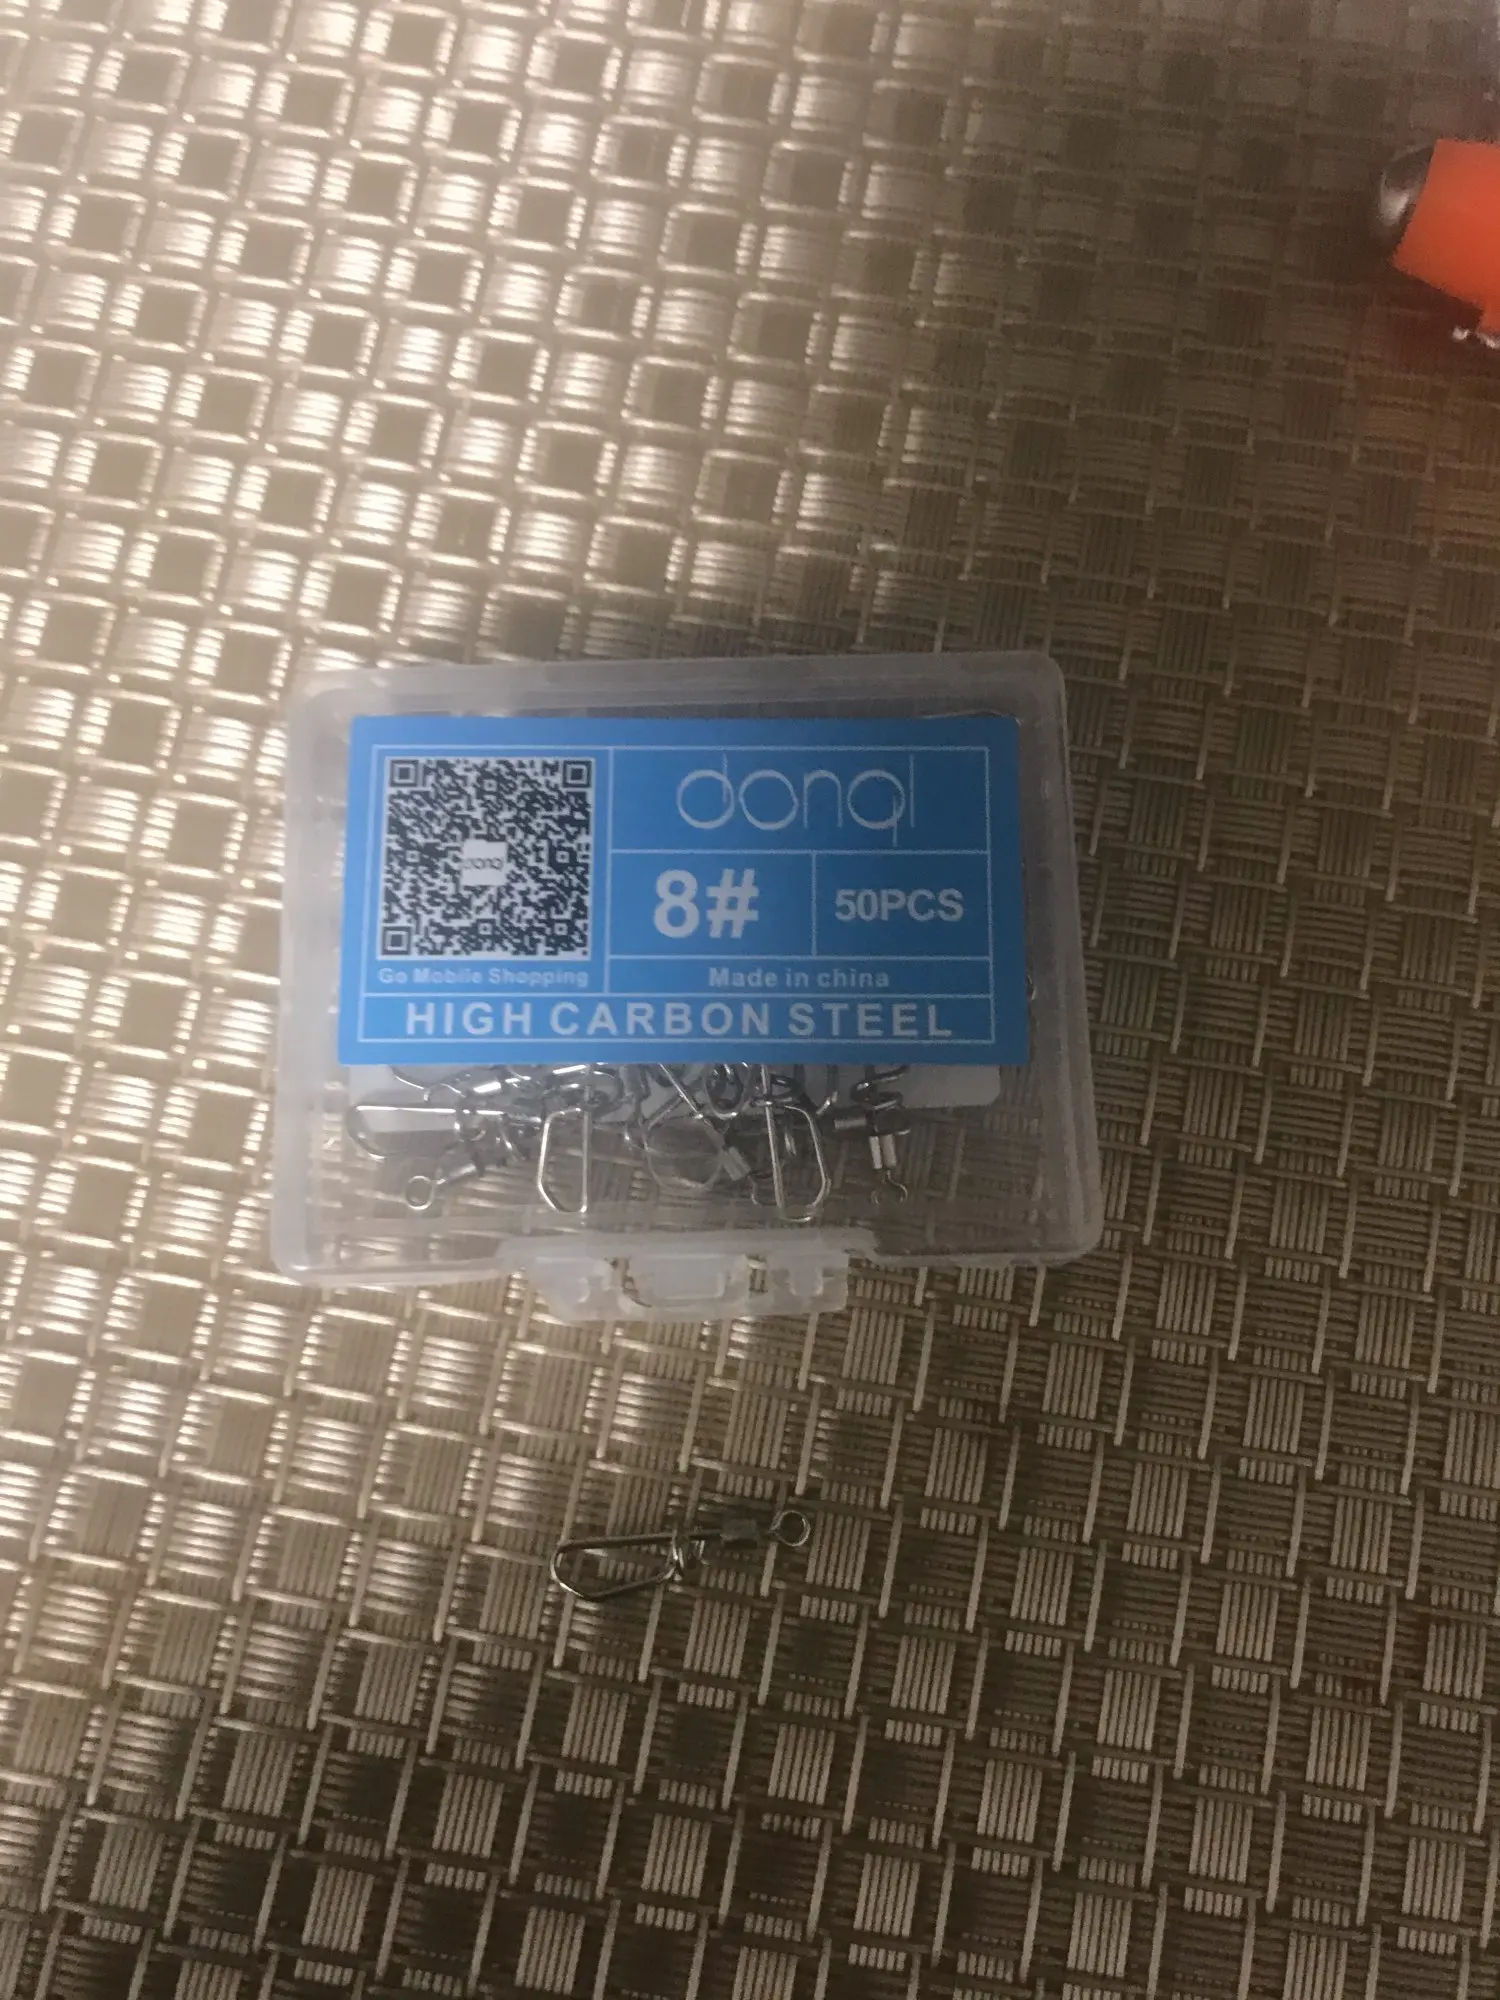 donql
8#
50PCS
Go Mobile Shopping
Made in china
HIGH CARBON STEEL